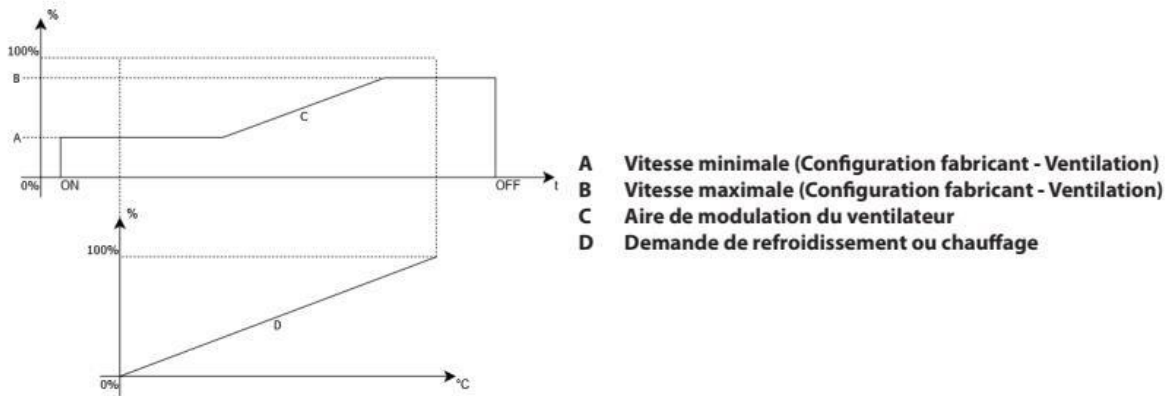 %
100%
B
C
A
0%
ON
OFF
t
%
100%
D
0%
°C
A Vitesse minimale (Configuration fabricant - Ventilation)
B Vitesse maximale (Configuration fabricant - Ventilation)
C Aire de modulation du ventilateur
D Demande de refroidissement ou chauffage